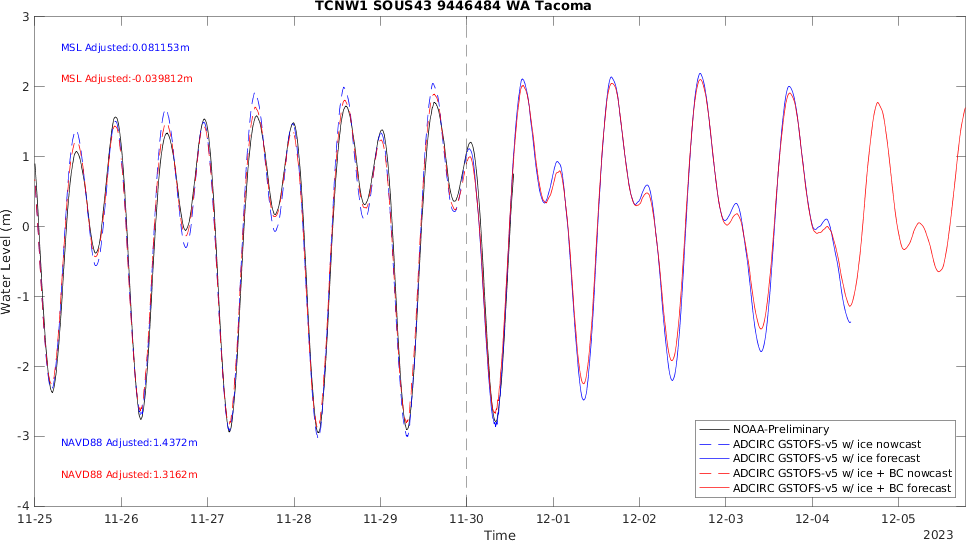 TCNW1 SOUS43 9446484 WA Tacoma
MSL Adjusted:0.081153m
MSL Adjusted:-0.039812m
NAVD88 Adjusted:1.4372m
NAVD88 Adjusted:1.3162m
Water Level (m)
3
2
1
0
-1
-2
-3
-4
11-25 11-26 11-27 11-28 11-29 11-30 12-01 12-02 12-03 12-04 12-05
Time
2023
NOAA-Preliminary
ADCIRC GSTOFS-v5 w/ ice nowcast
ADCIRC GSTOFS-v5 w/ ice forecast
ADCIRC GSTOFS-v5 w/ ice + BC nowcast
ADCIRC GSTOFS-v5 w/ ice + BC forecast